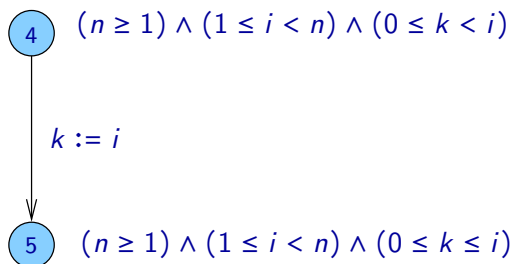 4 (n ≥ 1) ∧ (1 ≤ i < n) ∧ (0 ≤ k < i)
k := i
5 (n ≥ 1) ∧ (1 ≤ i < n) ∧ (0 ≤ k ≤ i)